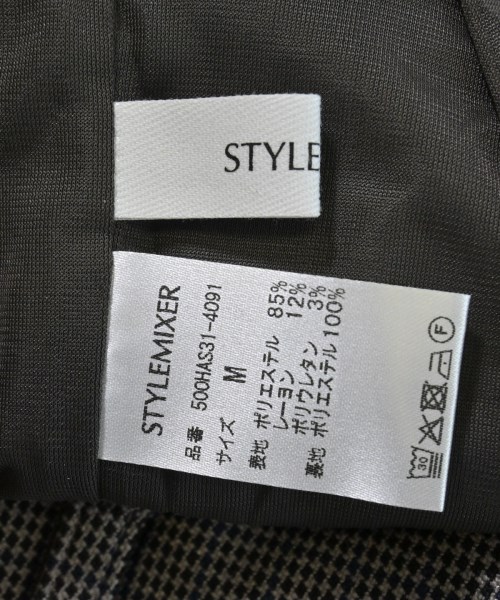 STYLE
STYLEMIXER
品番 500HAS31-4091
サイズ M
表地 ポリエステル 85%
レーヨン 12%
ポリウレタン 3%
裏地 ポリエステル 100%
30
F